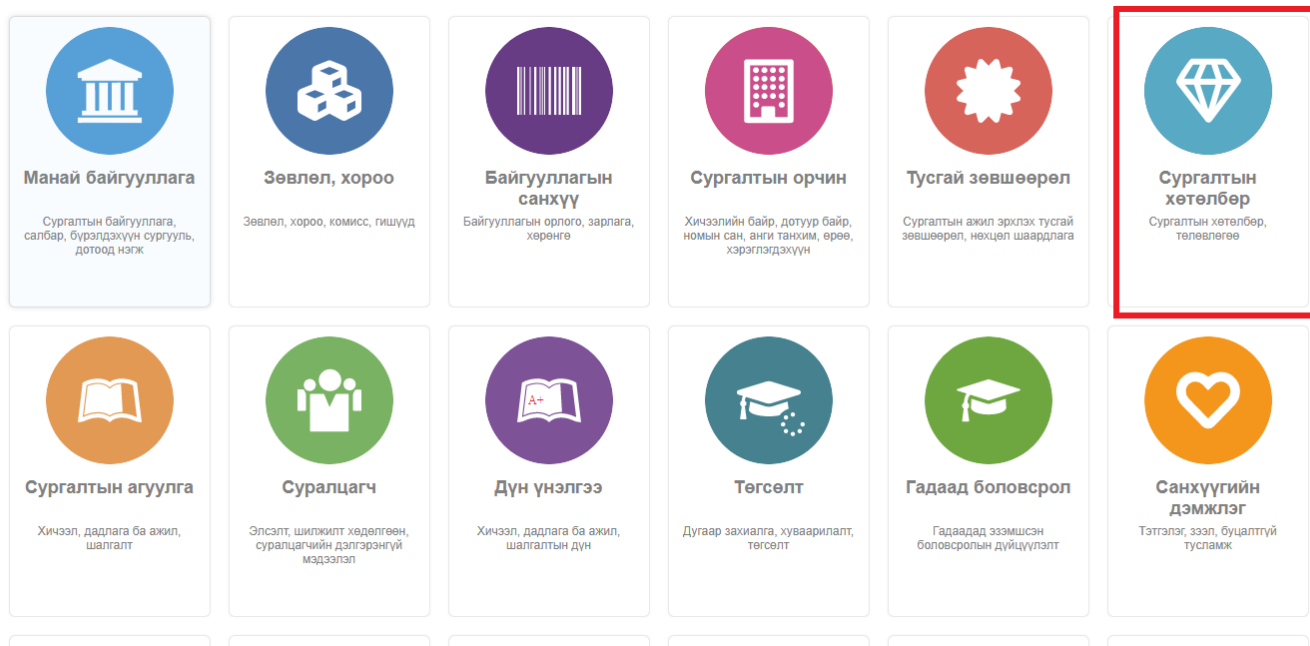 Манай байгууллага
Сургалтын байгууллага,
салбар, бүрэлдэхүүн сургууль,
дотоод нэгж
Зөвлөл, хороо
Зөвлөл, хороо, комисс, гишүүд
Байгууллагын
санхүү
Байгууллагын орлого, зарлага,
хөрөнгө
Сургалтын орчин
Хичээлийн байр, дотуур байр,
номын сан, анги танхим, өрөө,
хэрэглэгдэхүүн
Тусгай зөвшөөрөл
Сургалтын ажил эрхлэх тусгай
зөвшөөрөл, нөхцөл шаардлага
Сургалтын
хөтөлбөр
Сургалтын хөтөлбөр,
төлөвлөгөө
Сургалтын агуулга
Хичээл, дадлага ба ажил,
шалгалт
Суралцагч
Элсэлт, шилжилт хөдөлгөөн,
суралцагчийн дэлгэрэнгүй
мэдээлэл
A+
Дүн үнэлгээ
Хичээл, дадлага ба ажил,
шалгалтын дүн
Төгсөлт
Дугаар захиалга, хуваарилалт,
төгсөлт
Гадаад боловсрол
Гадаадад эзэмшсэн
боловсролын дүйцүүлэлт
Санхүүгийн
дэмжлэг
Тэтгэлэг, зээл, буцалтгүй
тусламж